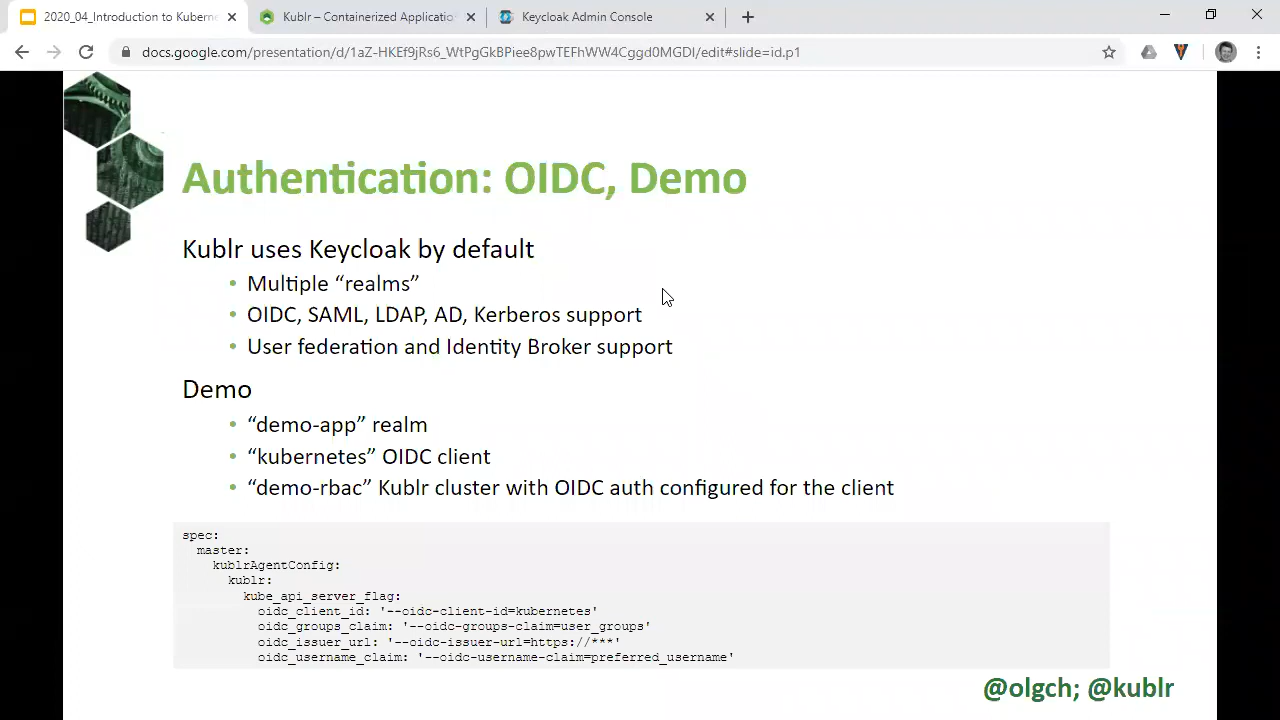 2020_04_Introduction to Kuberne
Kublr – Containerized Application
Keycloak Admin Console
docs.google.com/presentation/d/1aZ-HKEf9jRs6_WtPqGkBPiee8pwTEFhWW4Cggd0MGDI/edit#slide=id.p1
Authentication: OIDC, Demo
Kublr uses Keycloak by default
• Multiple “realms”
• OIDC, SAML, LDAP, AD, Kerberos support
• User federation and Identity Broker support
Demo
• “demo-app” realm
• “kubernetes” OIDC client
• “demo-rbac” Kublr cluster with OIDC auth configured for the client
spec:
master:
kublrAgentConfig:
kublr:
kube_api_server_flag:
oidc_client_id: '--oidc-client-id=kubernetes'
oidc_groups_claim: '--oidc-groups-claim=user_groups'
oidc_issuer_url: '--oidc-issuer-url=https://***'
oidc_username_claim: '--oidc-username-claim=preferred_username'
@olgch; @kublr